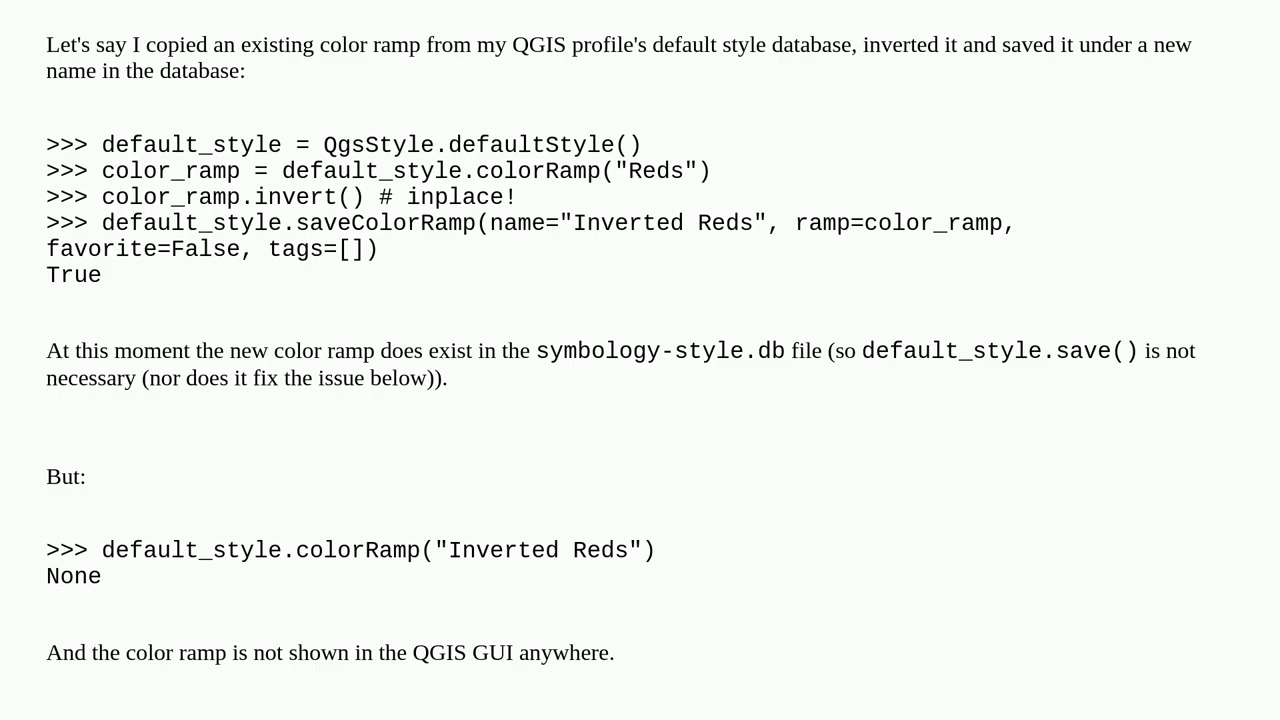 Let's say I copied an existing color ramp from my QGIS profile's default style database, inverted it and saved it under a new
name in the database:
>>> default_style = QgsStyle.defaultStyle()
>>> color_ramp = default_style.colorRamp("Reds")
>>> color_ramp.invert() # inplace!
>>> default_style.saveColorRamp(name="Inverted Reds", ramp=color_ramp,
favorite=False, tags=[])
True
At this moment the new color ramp does exist in the symbology-style.db file (so default_style.save() is not
necessary (nor does it fix the issue below)).
But:
>>> default_style.colorRamp("Inverted Reds")
None
And the color ramp is not shown in the QGIS GUI anywhere.